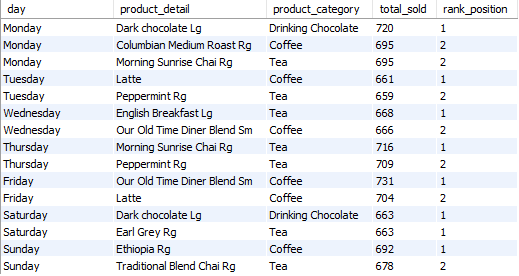 day product_detail product_category total_sold rank_position
Monday Dark chocolate Lg Drinking Chocolate 720 1
Monday Columbian Medium Roast Rg Coffee 695 2
Monday Morning Sunrise Chai Rg Tea 695 2
Tuesday Latte Coffee 661 1
Tuesday Peppermint Rg Tea 659 2
Wednesday English Breakfast Lg Tea 668 1
Wednesday Our Old Time Diner Blend Sm Coffee 666 2
Thursday Morning Sunrise Chai Rg Tea 716 1
Thursday Peppermint Rg Tea 709 2
Friday Our Old Time Diner Blend Sm Coffee 731 1
Friday Latte Coffee 704 2
Saturday Dark chocolate Lg Drinking Chocolate 663 1
Saturday Earl Grey Rg Tea 663 1
Sunday Ethiopia Rg Coffee 692 1
Sunday Traditional Blend Chai Rg Tea 678 2